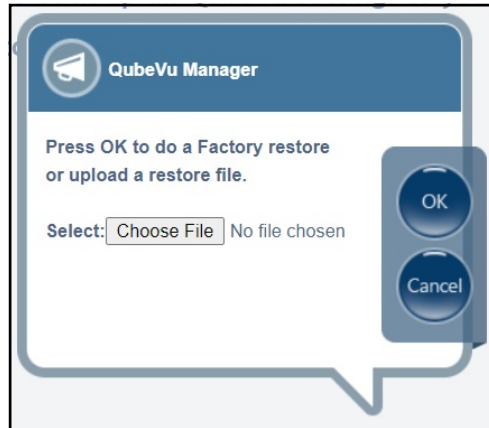 QubeVu Manager
Press OK to do a Factory restore
or upload a restore file.
Select: Choose File No file chosen
OK
Cancel